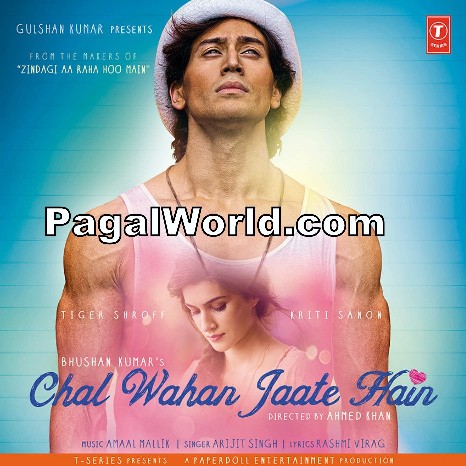 GULSHAN KUMAR PRESENTS
T
T-Series
FROM THE MAKERS OF
"ZINDAGI AA RAHA HOO MAIN"
PagalWorld.com
TIGER SHROFF KRITI SANON
BHUSHAN KUMAR'S
Chal Wahan Jaate Hain
DIRECTED BY AHMED KHAN
MUSIC AMAAL MALLIK | SINGER ARIJIT SINGH | LYRICS RASHMI VIRAG
T-SERIES PRESENTS A PAPERDOLL ENTERTAINMENT PRODUCTION